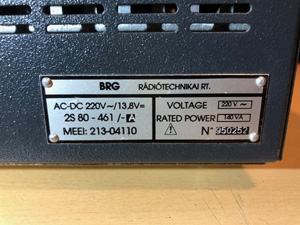 BRG RÁDIÓTECHNIKAI RT.
AC-DC 220V~/13,8V=
2S 80 - 461 /-A
MEEI: 213-04110
VOLTAGE 220 V ~
RATED POWER 140 VA
⚠ N° 950252